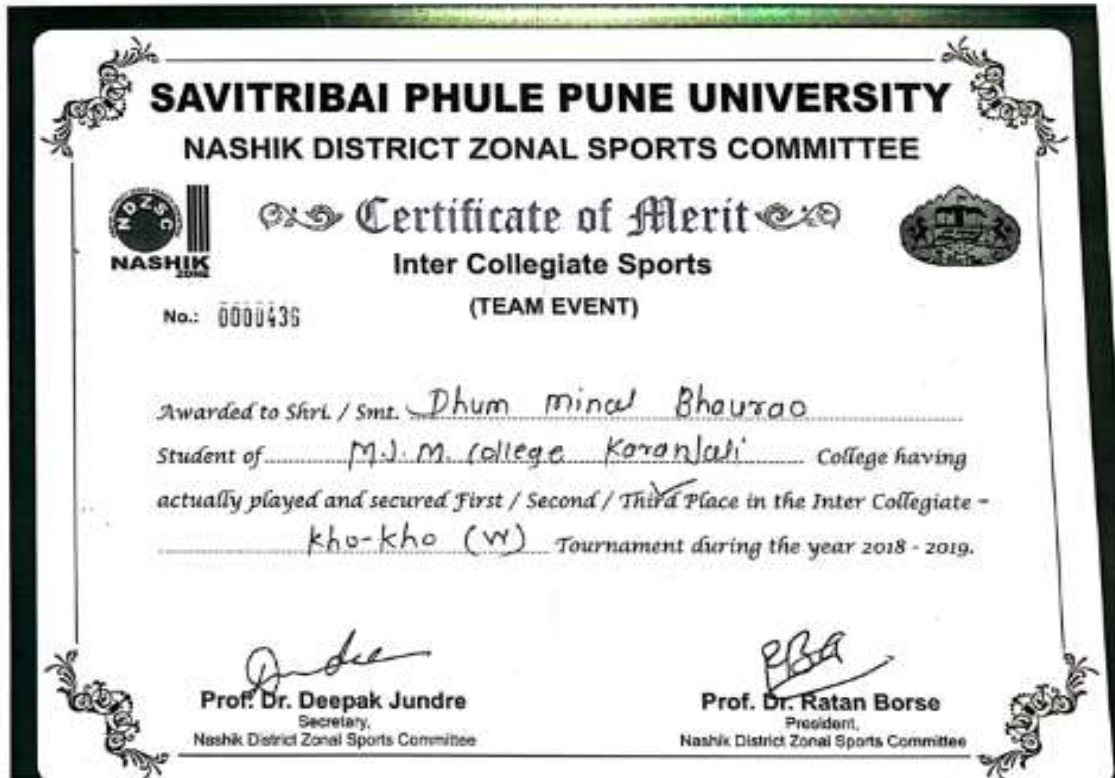 SAVITRIBAI PHULE PUNE UNIVERSITY
NASHIK DISTRICT ZONAL SPORTS COMMITTEE
NDZSC
NASHIK
ZONE
Certificate of Merit
Inter Collegiate Sports
(TEAM EVENT)
No.: 0000436
Awarded to Shri. / Smt. Dhum Minal Bhaurao
Student of M.J.M. College Karanjali College having
actually played and secured First / Second / Third Place in the Inter Collegiate -
kho-kho (W) Tournament during the year 2018 - 2019.
Prof. Dr. Deepak Jundre
Secretary,
Nashik District Zonal Sports Committee
Prof. Dr. Ratan Borse
President,
Nashik District Zonal Sports Committee